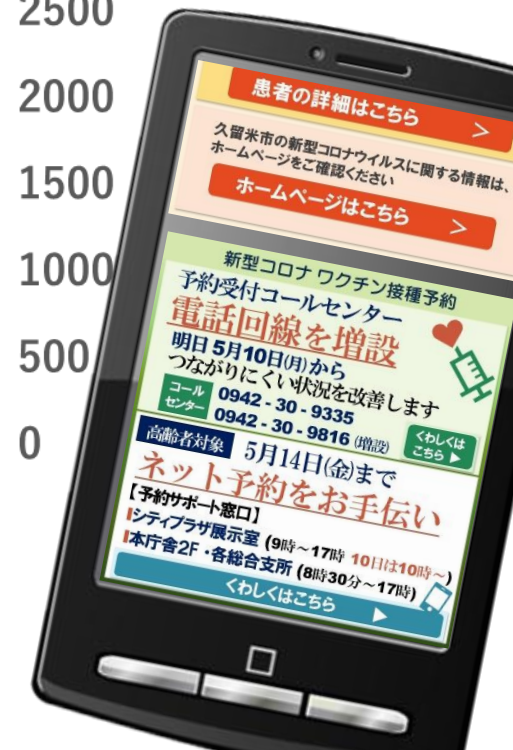 2500
2000
1500
1000
500
0
患者の詳細はこちら >
久留米市の新型コロナウイルスに関する情報は、
ホームページをご確認ください
ホームページはこちら >
新型コロナワクチン接種予約
予約受付コールセンター
電話回線を増設
明日 5月10日(月)から
つながりにくい状況を改善します
コール
センター
0942 - 30 - 9335
0942 - 30 - 9816 (増設)
くわしくは
こちら ▶
高齢者対象 5月14日(金)まで
ネット予約をお手伝い
【予約サポート窓口】
シティプラザ展示室 (9時~17時 10日は10時~)
本庁舎2F・各総合支所 (8時30分~17時)
くわしくはこちら ▶